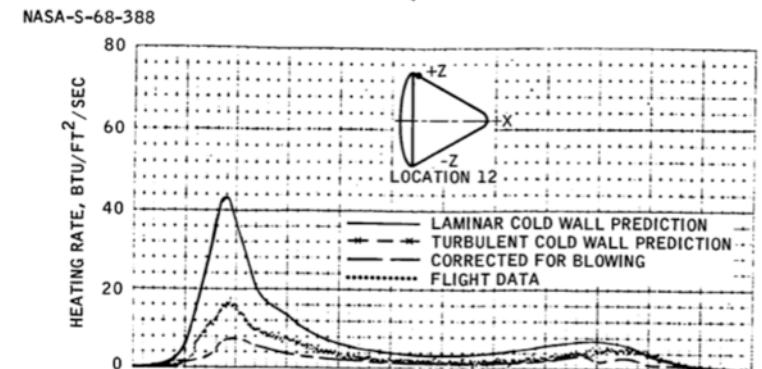 NASA-S-68-388
80
60
40
20
0
HEATING RATE, BTU/FT2/SEC
+Z
X
-Z
LOCATION 12
LAMINAR COLD WALL PREDICTION
TURBULENT COLD WALL PREDICTION
CORRECTED FOR BLOWING
FLIGHT DATA